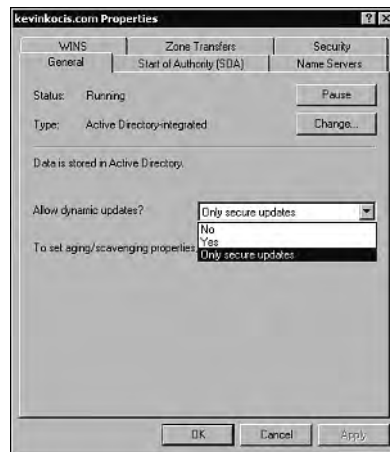 kevinkocis.com Properties
WINS Zone Transfers Security
General Start of Authority (SOA) Name Servers
Status: Running Pause
Type: Active Directory-integrated Change...
Data is stored in Active Directory.
Allow dynamic updates? Only secure updates
No
Yes
To set aging/scavenging properties Only secure updates
OK Cancel Apply